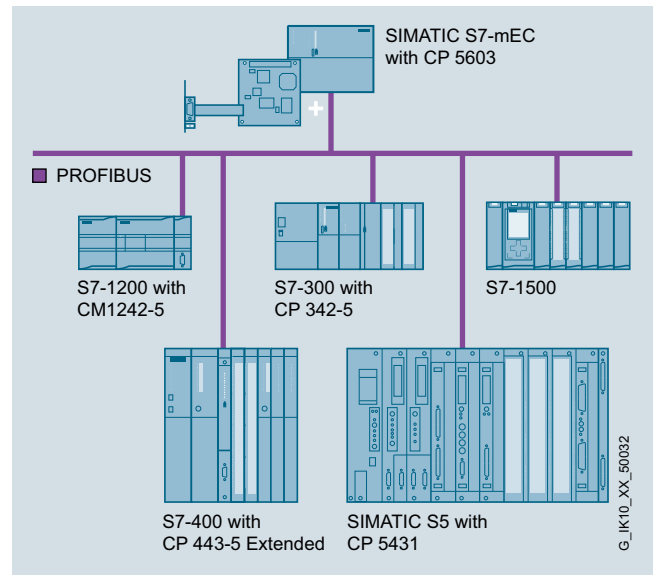 SIMATIC S7-mEC
with CP 5603
PROFIBUS
S7-1200 with
CM1242-5
S7-300 with
CP 342-5
S7-1500
S7-400 with
CP 443-5 Extended
SIMATIC S5 with
CP 5431
G_IK10_XX_50032